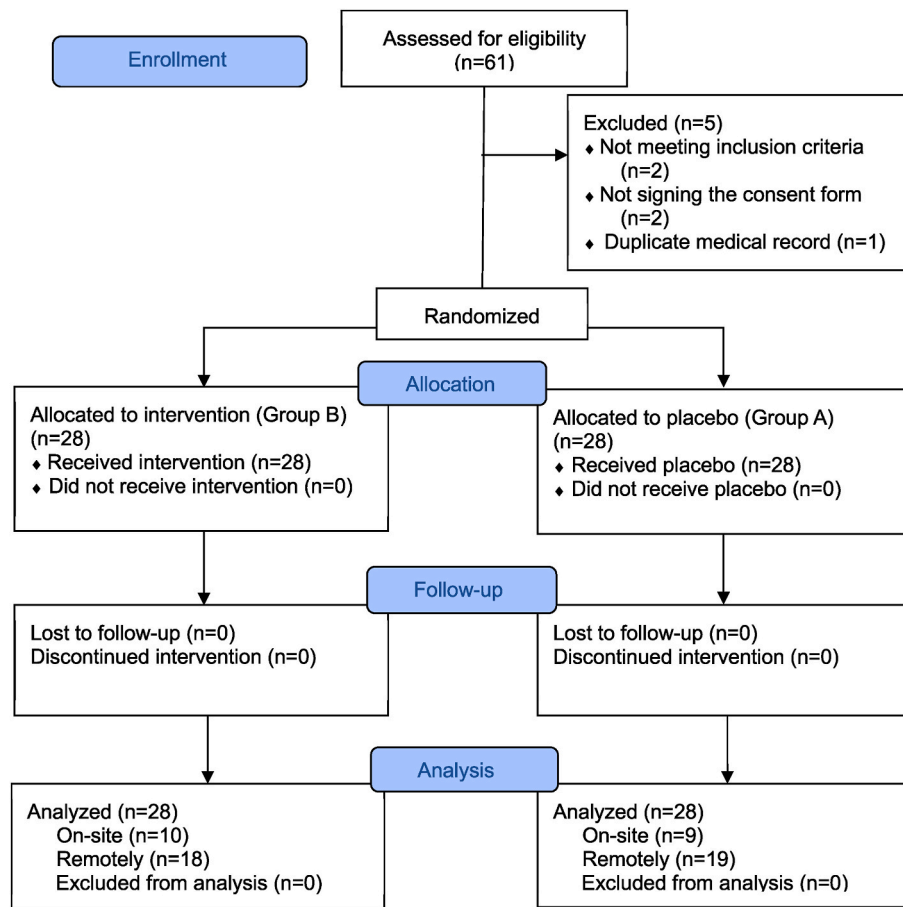 Enrollment
Assessed for eligibility
(n=61)
Excluded (n=5)
♦ Not meeting inclusion criteria
(n=2)
♦ Not signing the consent form
(n=2)
♦ Duplicate medical record (n=1)
Randomized
Allocation
Allocated to intervention (Group B)
(n=28)
♦ Received intervention (n=28)
♦ Did not receive intervention (n=0)
Allocated to placebo (Group A)
(n=28)
♦ Received placebo (n=28)
♦ Did not receive placebo (n=0)
Follow-up
Lost to follow-up (n=0)
Discontinued intervention (n=0)
Lost to follow-up (n=0)
Discontinued intervention (n=0)
Analysis
Analyzed (n=28)
On-site (n=10)
Remotely (n=18)
Excluded from analysis (n=0)
Analyzed (n=28)
On-site (n=9)
Remotely (n=19)
Excluded from analysis (n=0)